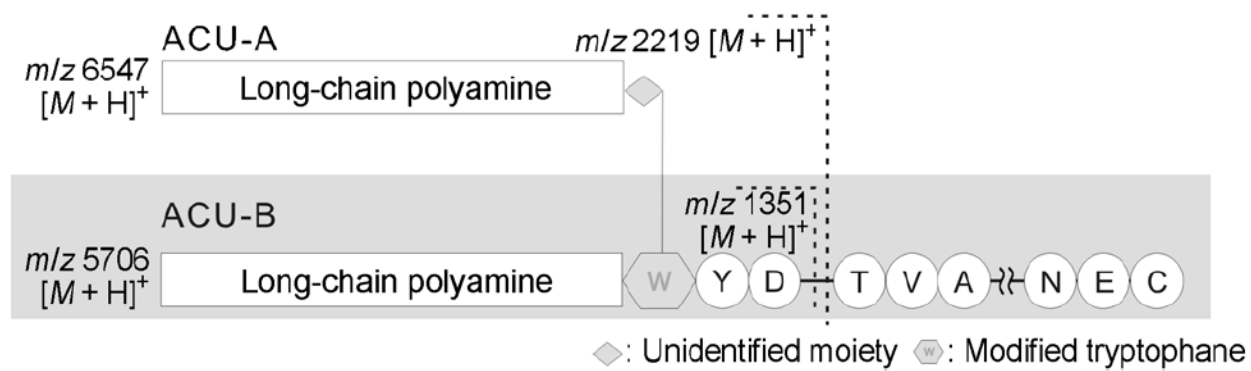 ACU-A
m/z 2219 [M + H]+
m/z 6547
[M + H]+
Long-chain polyamine
ACU-B
m/z 1351
[M + H]+
m/z 5706
[M + H]+
Long-chain polyamine
W Y D T V A N E C
: Unidentified moiety W : Modified tryptophane